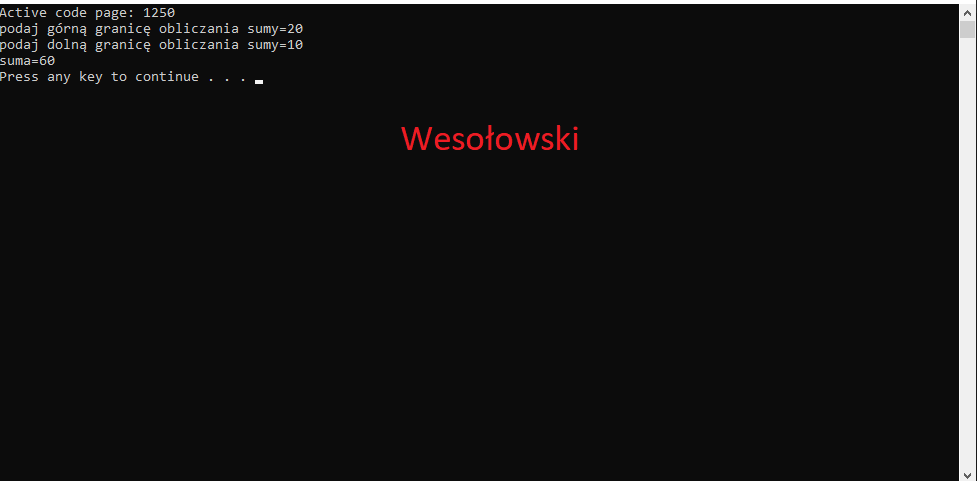 Active code page: 1250
podaj górną granicę obliczania sumy=20
podaj dolną granicę obliczania sumy=10
suma=60
Press any key to continue . . .
Wesołowski